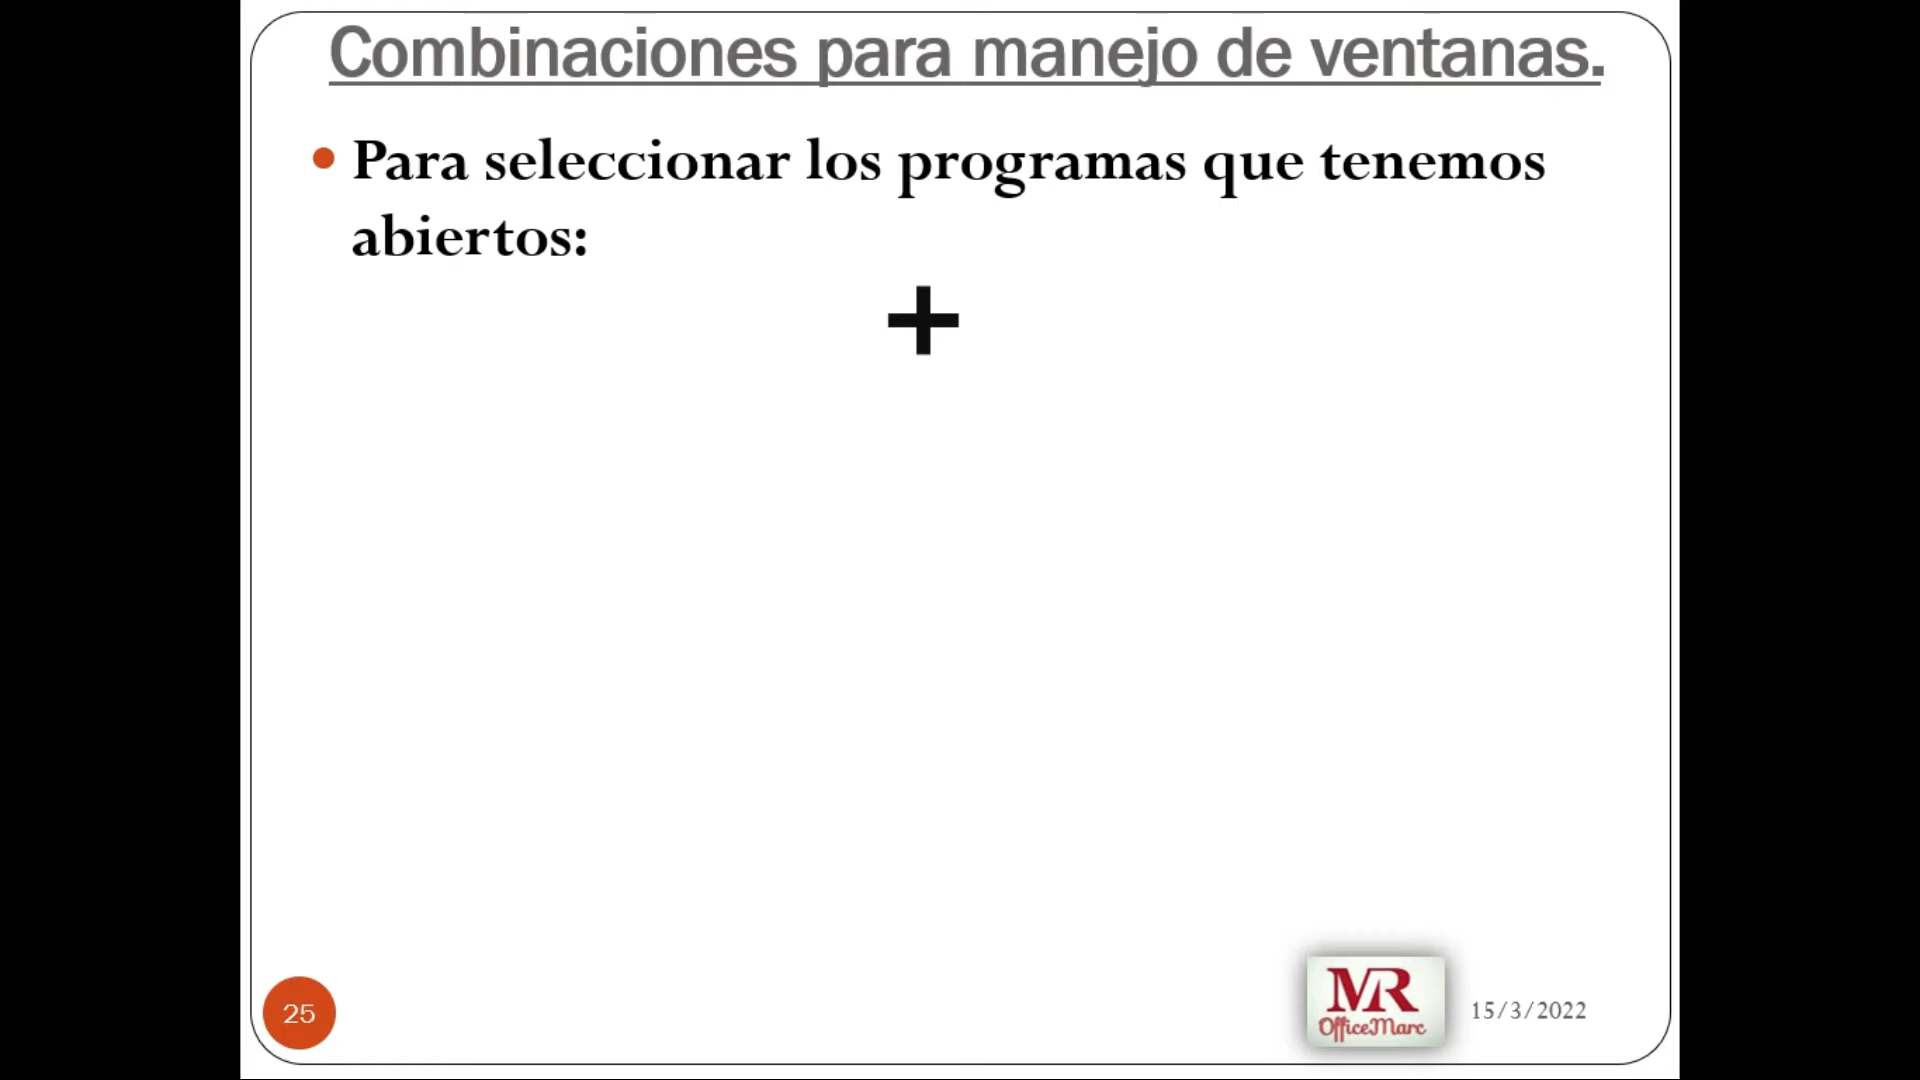 Combinaciones para manejo de ventanas.
Para seleccionar los programas que tenemos
abiertos:
+
25
MR
OfficeMarc
15/3/2022